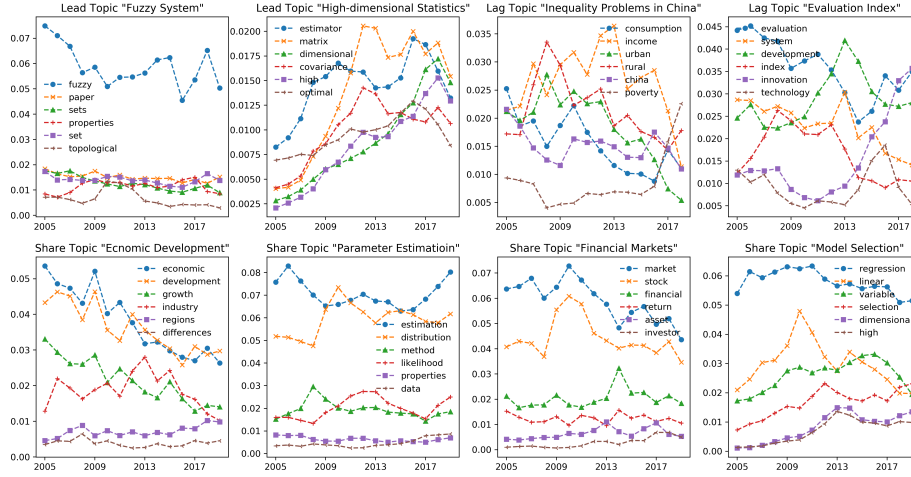 Lead Topic "Fuzzy System"
0.07
0.06
0.05
0.04
0.03
0.02
0.01
0.00
fuzzy
paper
sets
properties
set
topological
2005
2009
2013
2017
Lead Topic "High-dimensional Statistics"
0.0200
0.0175
0.0150
0.0125
0.0100
0.0075
0.0050
0.0025
estimator
matrix
dimensional
covariance
high
optimal
2005
2009
2013
2017
Lag Topic "Inequality Problems in China"
0.035
0.030
0.025
0.020
0.015
0.010
0.005
consumption
income
urban
rural
china
poverty
2005
2009
2013
2017
Lag Topic "Evaluation Index"
0.045
0.040
0.035
0.030
0.025
0.020
0.015
0.010
0.005
evaluation
system
development
index
innovation
technology
2005
2009
2013
2017
Share Topic "Ecnomic Development"
0.05
0.04
0.03
0.02
0.01
0.00
economic
development
growth
industry
regions
differences
2005
2009
2013
2017
Share Topic "Parameter Estimatioin"
0.08
0.07
0.06
0.05
0.04
0.03
0.02
0.01
0.00
estimation
distribution
method
likelihood
properties
data
2005
2009
2013
2017
Share Topic "Financial Markets"
0.07
0.06
0.05
0.04
0.03
0.02
0.01
0.00
market
stock
financial
return
asset
investor
2005
2009
2013
2017
Share Topic "Model Selection"
0.06
0.05
0.04
0.03
0.02
0.01
0.00
regression
linear
variable
selection
dimensional
high
2005
2009
2013
2017